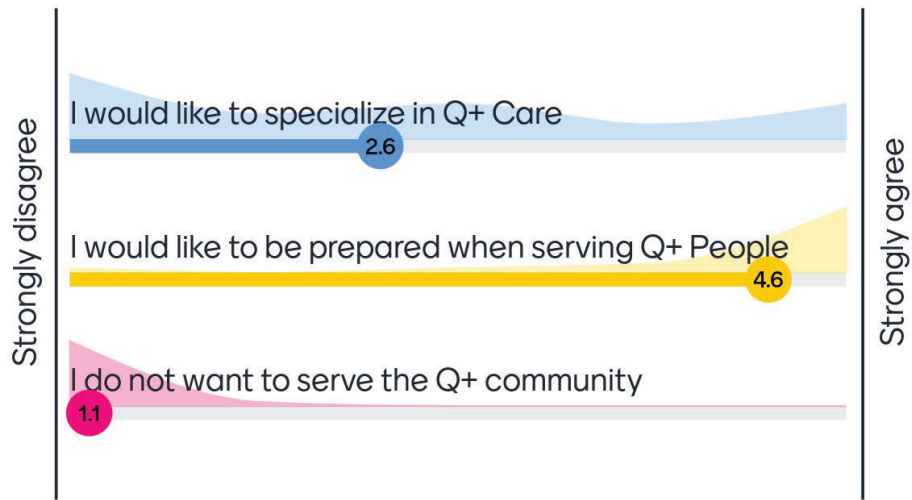 Strongly disagree
I would like to specialize in Q+ Care
2.6
I would like to be prepared when serving Q+ People
4.6
I do not want to serve the Q+ community
1.1
Strongly agree